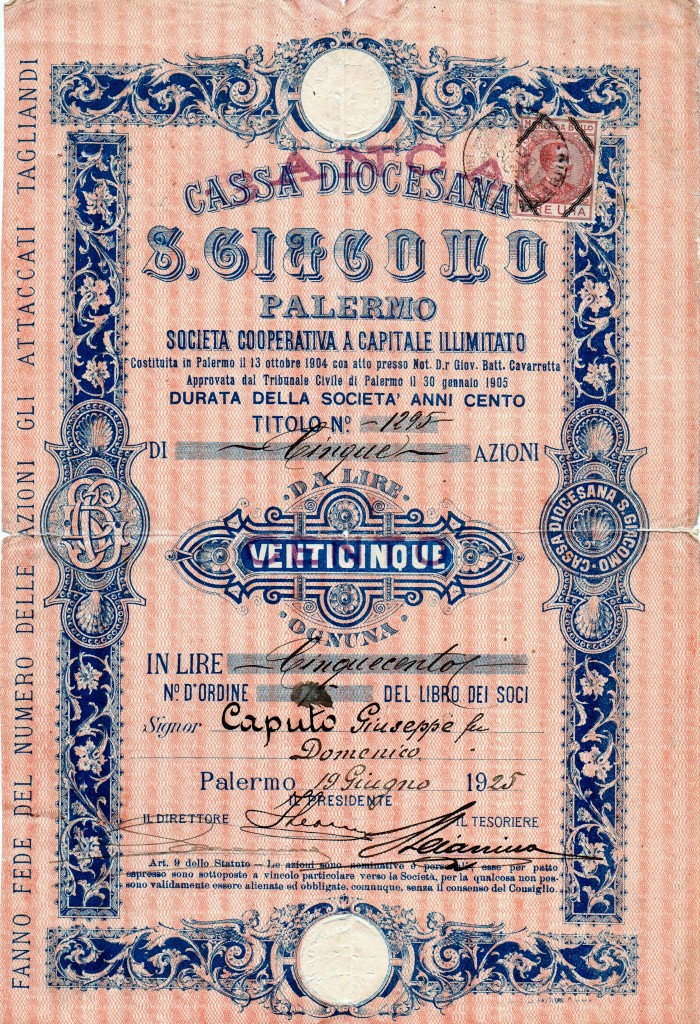 FANNO FEDE DEL NUMERO DELLE AZIONI GLI ATTACCATI TAGLIANDI
BANCA
CASSA DIOCESANA
S. GIACOMO
PALERMO
SOCIETÀ COOPERATIVA A CAPITALE ILLIMITATO
Costituita in Palermo il 13 ottobre 1904 con atto presso Not. D.r Giov. Batt. Cavarretta
Approvata dal Tribunale Civile di Palermo il 30 gennaio 1905
DURATA DELLA SOCIETA' ANNI CENTO
TITOLO No. 1295
DI Cinque AZIONI
DA LIRE
VENTICINQUE
CENTO
OGNUNA
CASSA DIOCESANA S. GIACOMO
IN LIRE Cinquecento
No. D'ORDINE DEL LIBRO DEI SOCI
Signor Caputo Giuseppe fu
Domenico
Palermo 19 Giugno 1925
IL PRESIDENTE
IL DIRETTORE IL TESORIERE
Art. 9 dello Statuto — Le azioni sono nominative e personali: esse per patto
espresso sono sottoposte a vincolo particolare verso la Società, per la qualcosa non pos-
sono validamente essere alienate ed obbligate, comunque, senza il consenso del Consiglio.